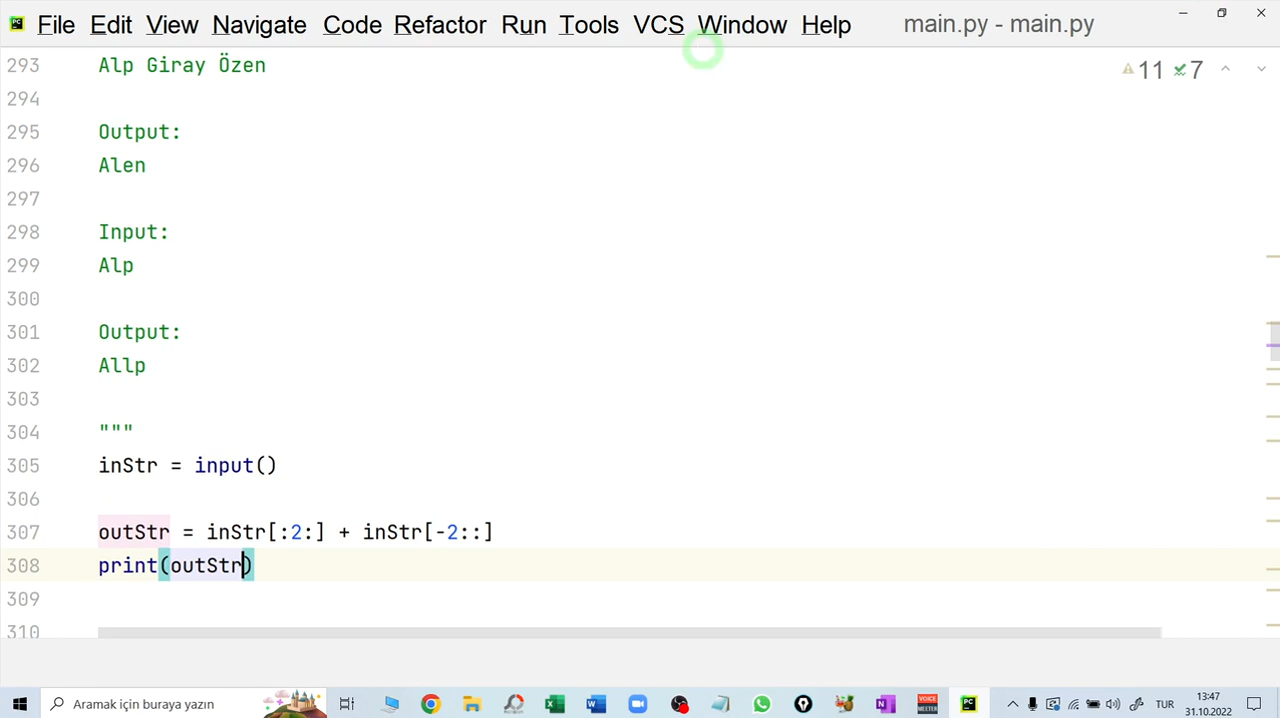 File Edit View Navigate Code Refactor Run Tools VCS Window Help main.py - main.py
293 Alp Giray Özen
11 7
294
295 Output:
296 Alen
297
298 Input:
299 Alp
300
301 Output:
302 Allp
303
304 """
305 inStr = input()
306
307 outStr = inStr[:2:] + inStr[-2::]
308 print(outStr)
309
310
Aramak için buraya yazın
TUR
13:47
31.10.2022